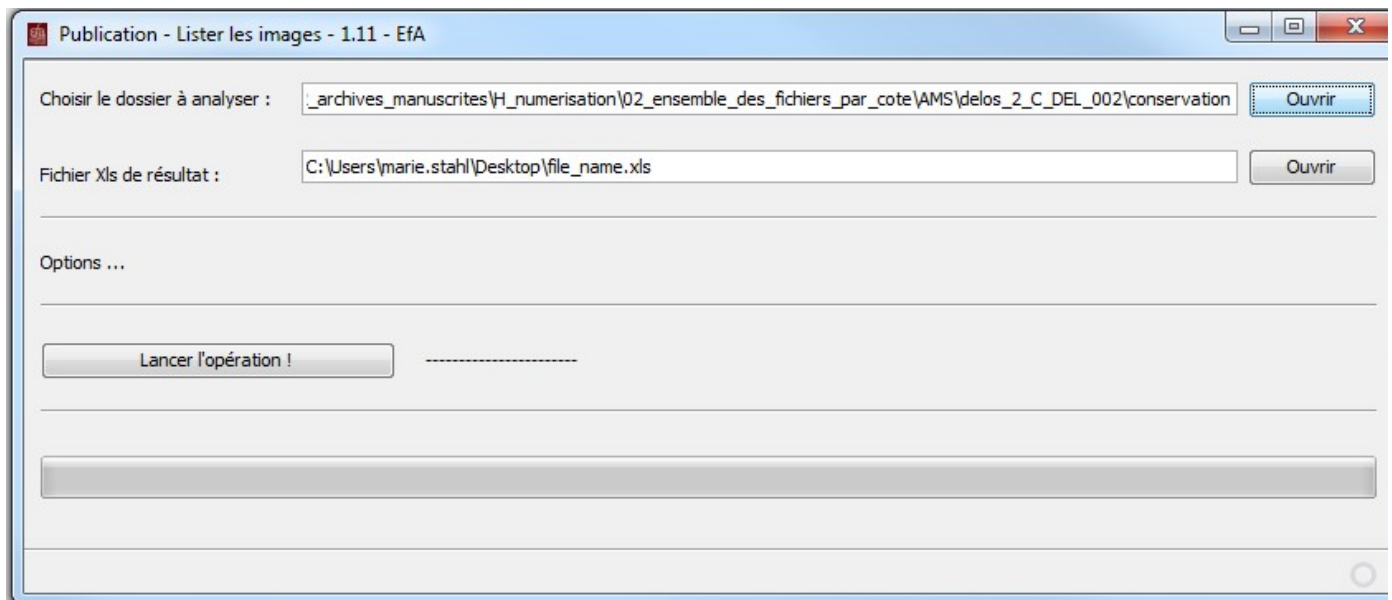 Publication - Lister les images - 1.11 - EfA
Choisir le dossier à analyser : :_archives_manuscrites\H_numerisation\02_ensemble_des_fichiers_par_cote\AMS\delos_2_C_DEL_002\conservation Ouvrir
Fichier Xls de résultat : C:\Users\marie.stahl\Desktop\file_name.xls Ouvrir
Options ...
Lancer l'opération ! -----------------------